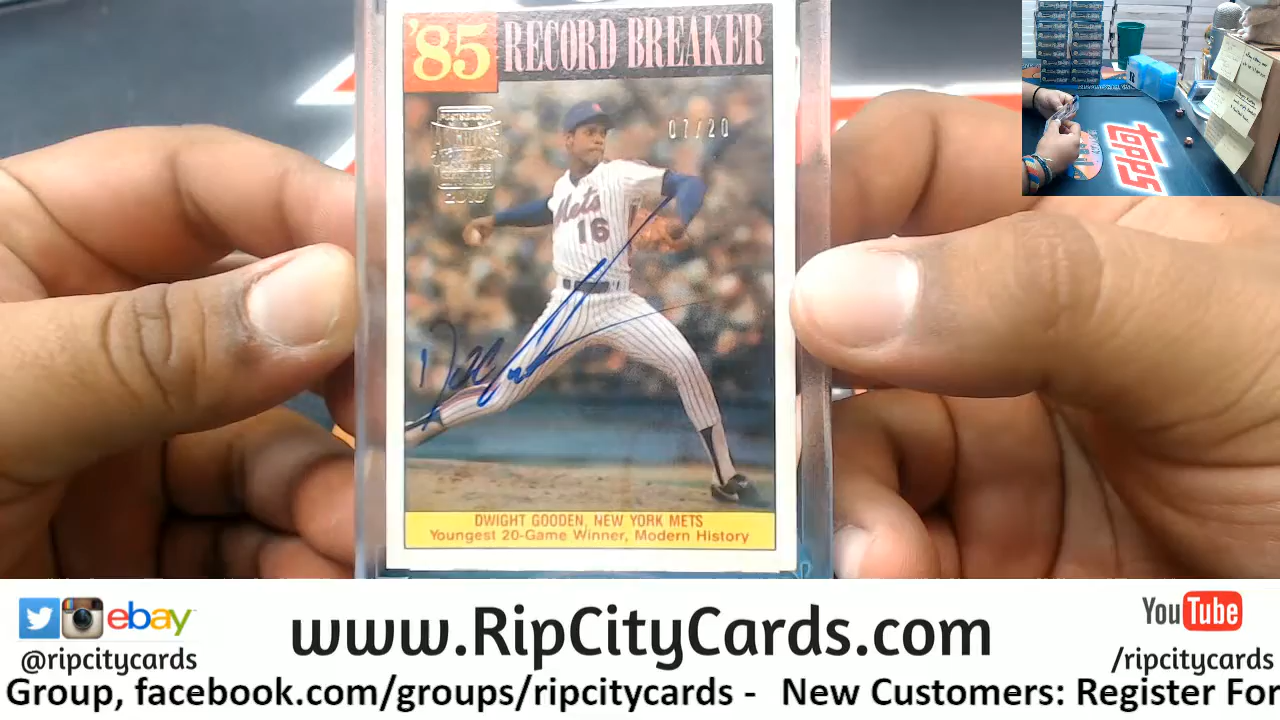 '85 RECORD BREAKER
07/20
2019
Mets
16
DWIGHT GOODEN, NEW YORK METS
Youngest 20-Game Winner, Modern History
topps
ebay
@ripcitycards
www.RipCityCards.com
YouTube
/ripcitycards
Group, facebook.com/groups/ripcitycards - New Customers: Register For